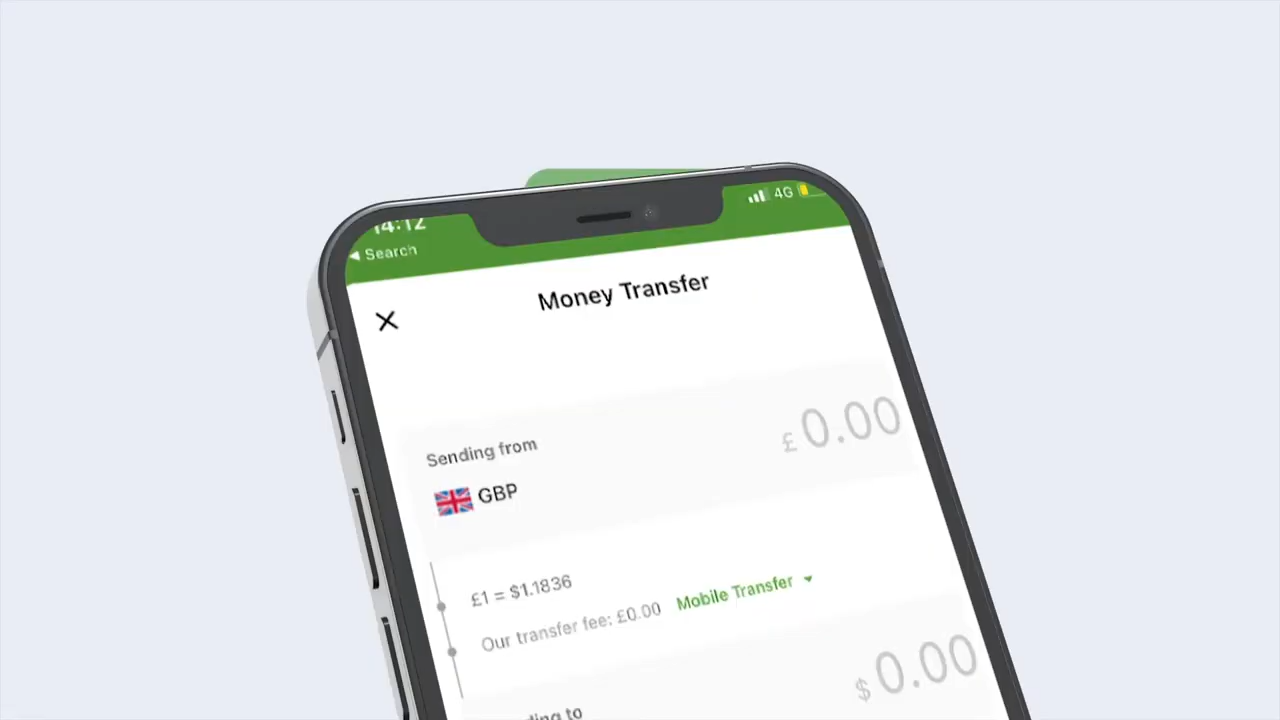 14:12
4G
Search
Money Transfer
Sending from
£0.00
GBP
£1 = $1.1836
Our transfer fee: £0.00 Mobile Transfer
$0.00
to